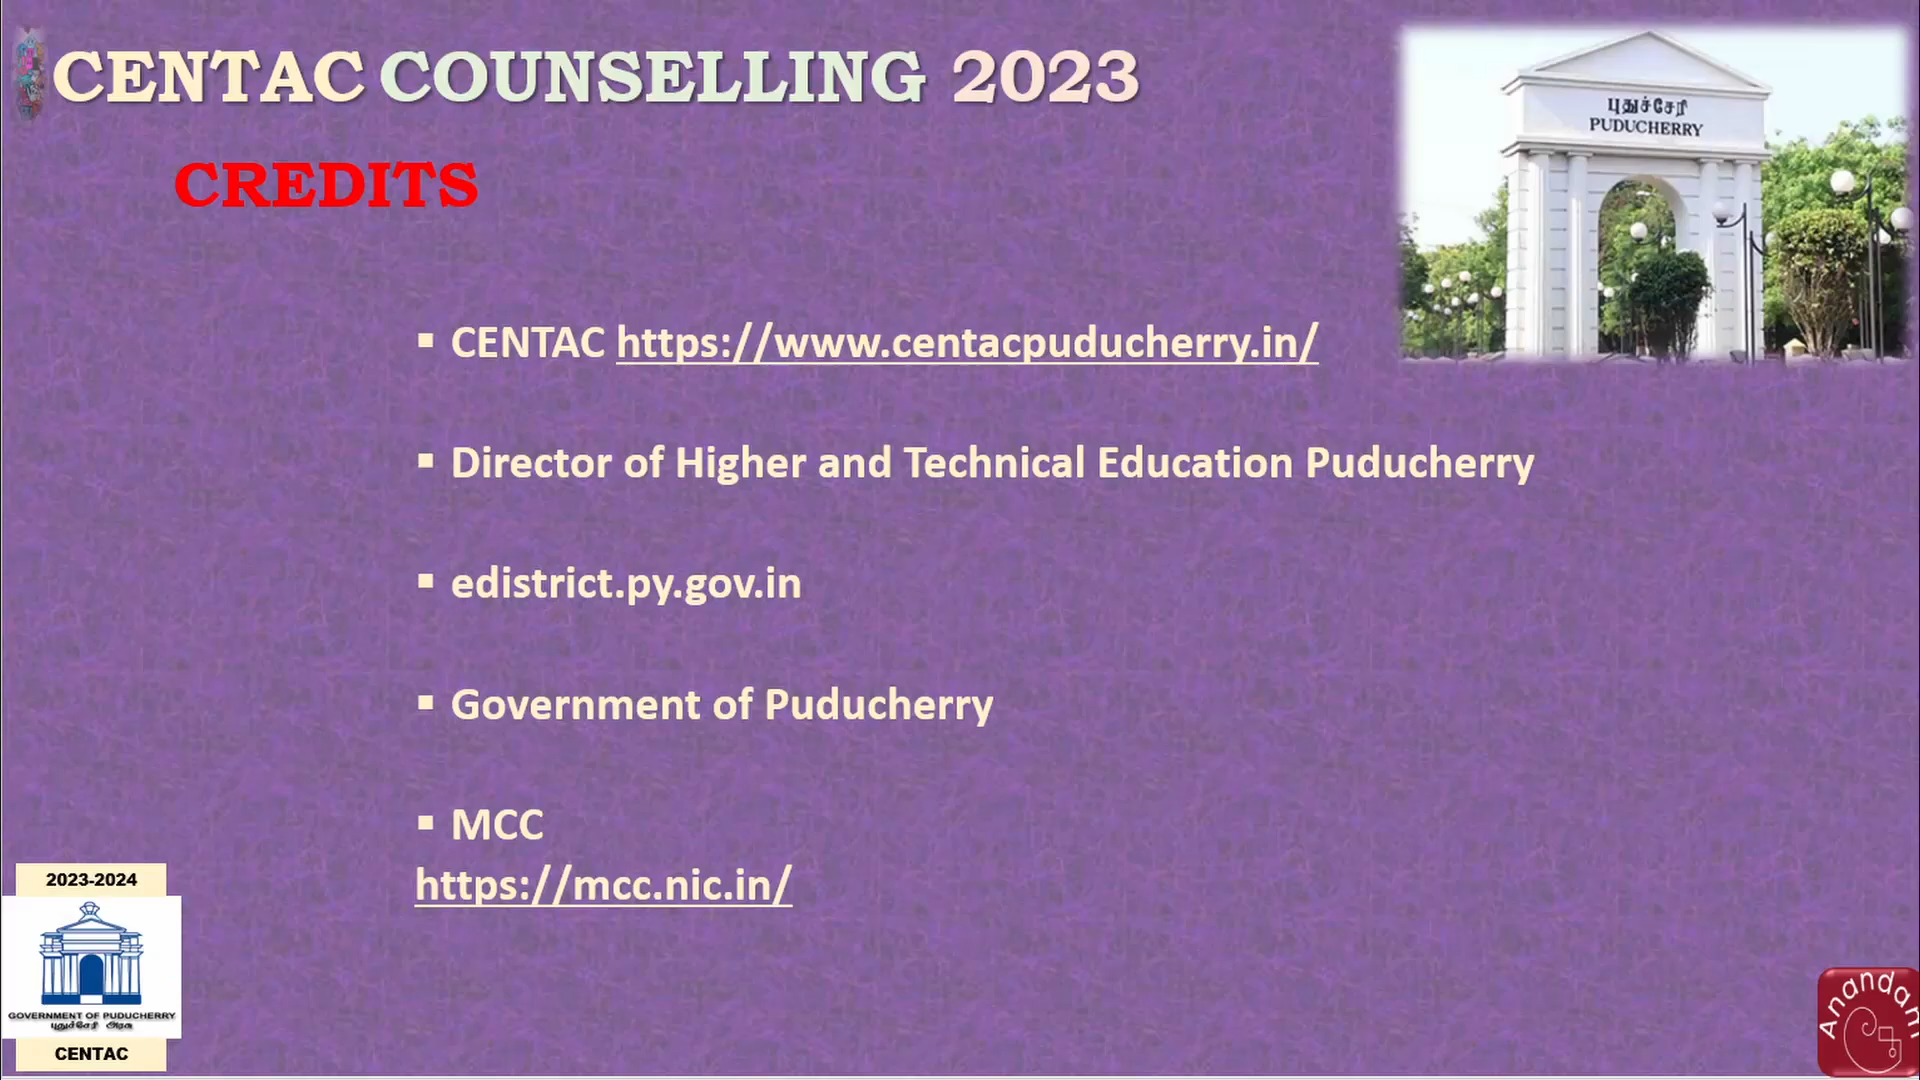 CENTAC COUNSELLING 2023
CREDITS
புதுச்சேரி
PUDUCHERRY
▪ CENTAC https://www.centacpuducherry.in/
▪ Director of Higher and Technical Education Puducherry
▪ edistrict.py.gov.in
▪ Government of Puducherry
▪ MCC
https://mcc.nic.in/
2023-2024
GOVERNMENT OF PUDUCHERRY
புதுச்சேரி அரசு
CENTAC
Anandam